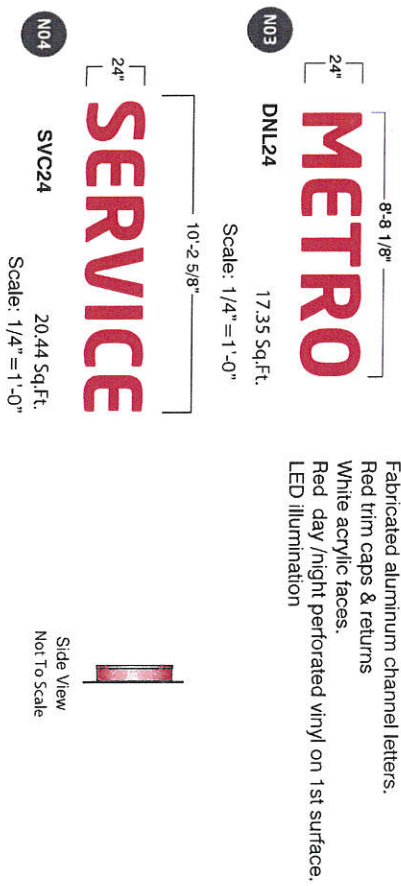 N03
24"
8'-8 1/8"
METRO
DNL24
17.35 Sq.Ft.
Scale: 1/4"=1'-0"
N04
24"
10'-2 5/8"
SERVICE
SVC24
20.44 Sq.Ft.
Scale: 1/4"=1'-0"
Fabricated aluminum channel letters.
Red trim caps & returns
White acrylic faces.
Red day /night perforated vinyl on 1st surface.
LED illumination
Side View
Not To Scale